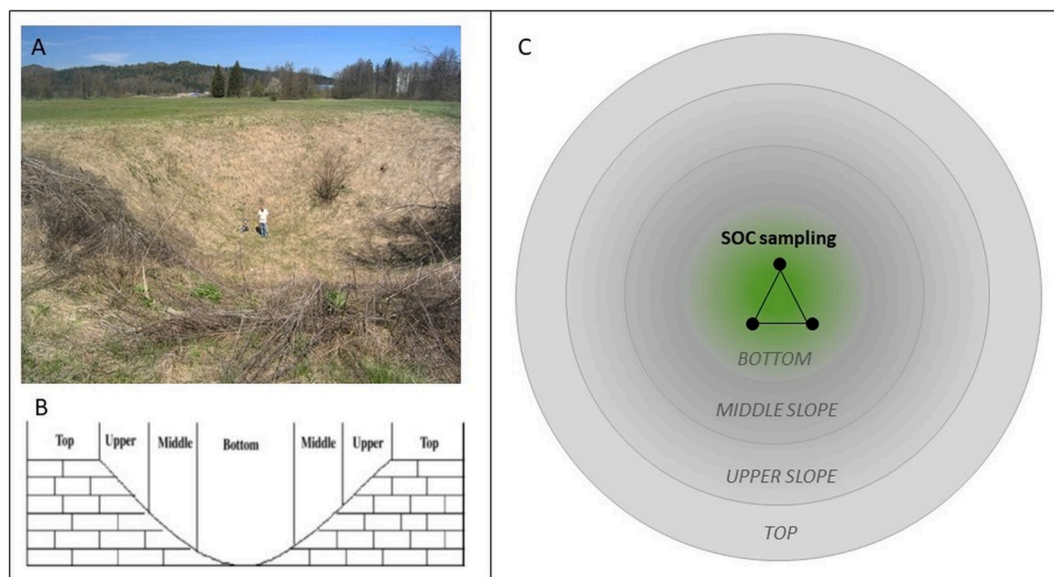 A
B
Top
Upper
Middle
Bottom
Middle
Upper
Top
C
SOC sampling
BOTTOM
MIDDLE SLOPE
UPPER SLOPE
TOP